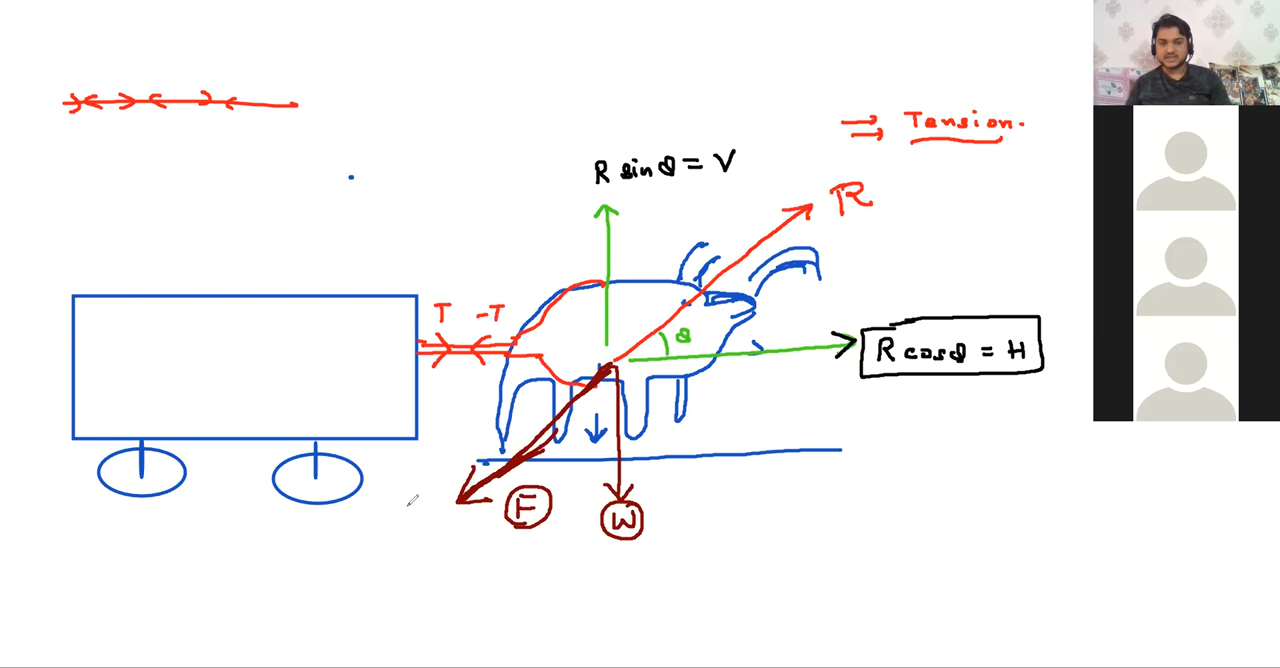 Tension.
R sinθ = V
R
T -T
θ
R cosθ = H
F
W